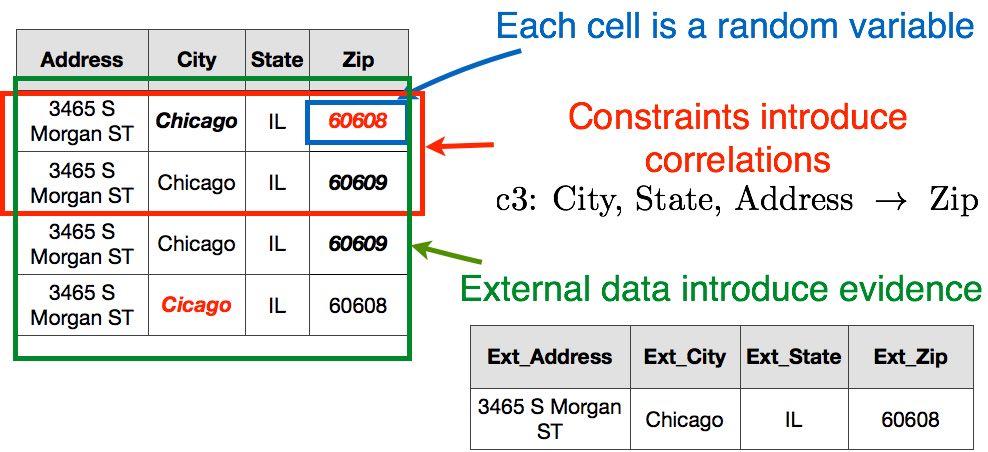 Each cell is a random variable
Address City State Zip
3465 S
Morgan ST Chicago IL 60608
3465 S
Morgan ST Chicago IL 60609
3465 S
Morgan ST Chicago IL 60609
3465 S
Morgan ST Cicago IL 60608
Constraints introduce
correlations
c3: City, State, Address → Zip
External data introduce evidence
Ext_Address Ext_City Ext_State Ext_Zip
3465 S Morgan
ST Chicago IL 60608